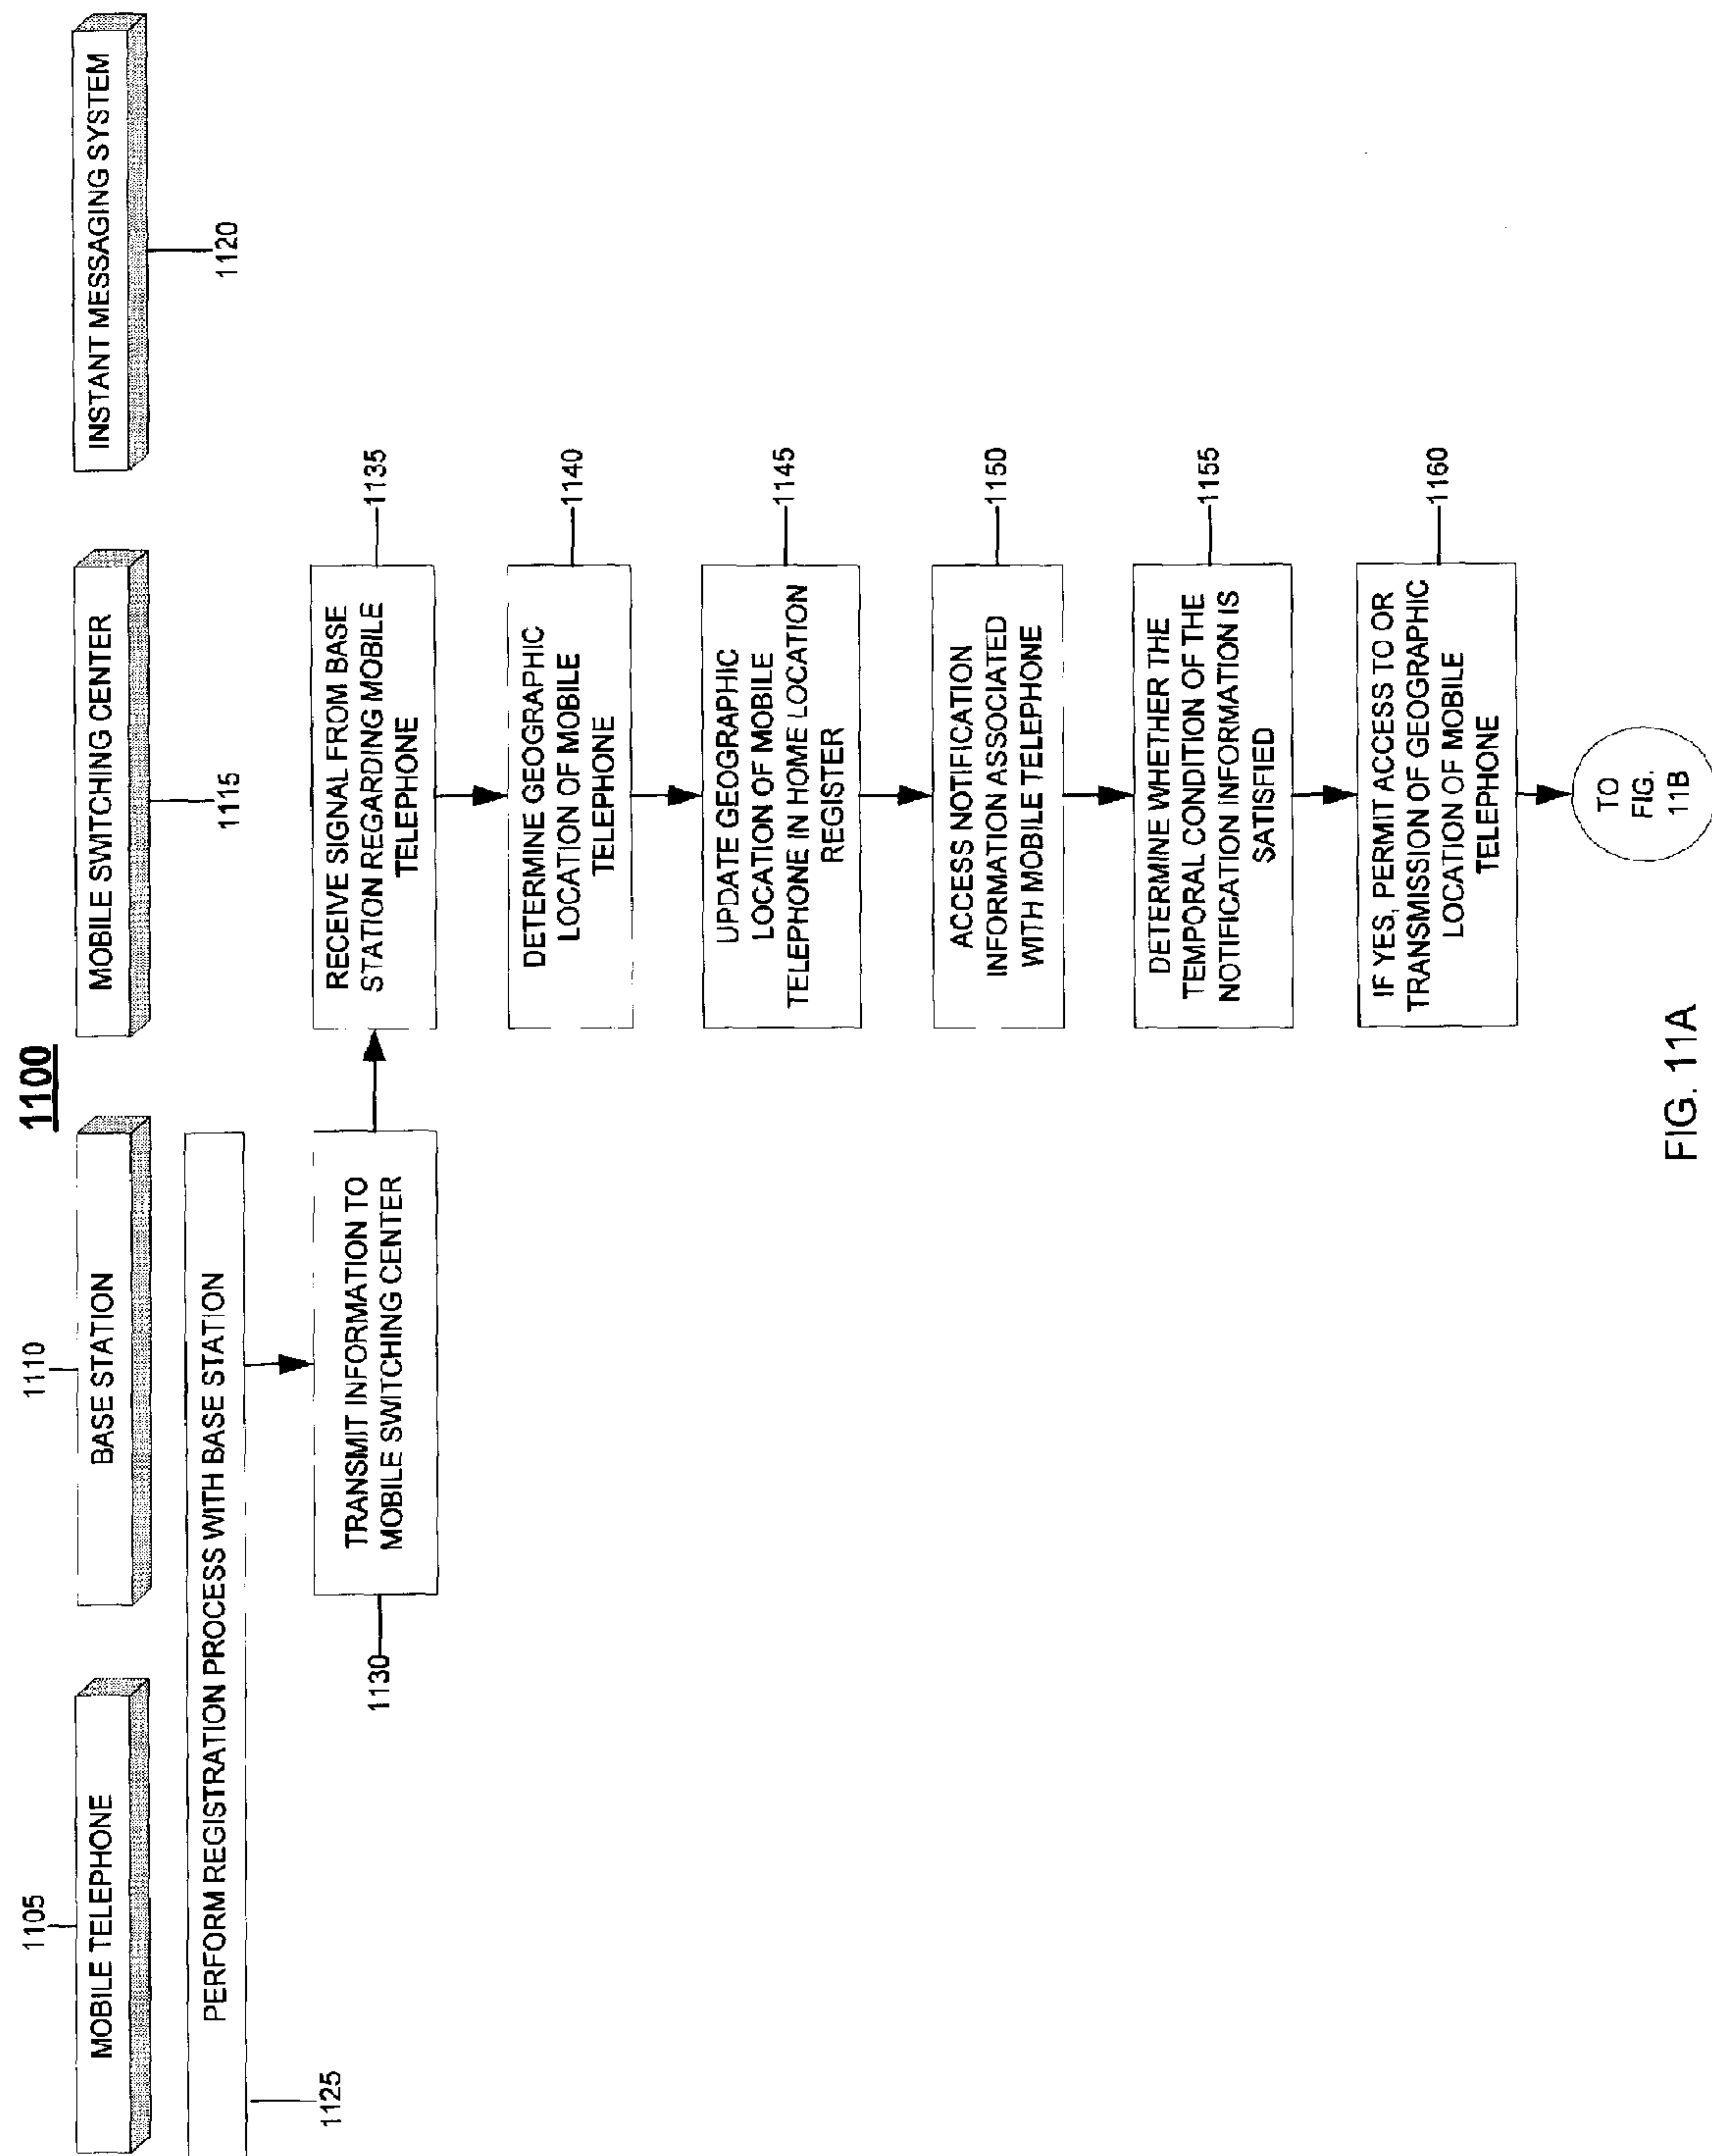 1100
1105
1110
MOBILE TELEPHONE
BASE STATION
MOBILE SWITCHING CENTER
INSTANT MESSAGING SYSTEM
1115
1120
PERFORM REGISTRATION PROCESS WITH BASE STATION
1125
TRANSMIT INFORMATION TO
MOBILE SWITCHING CENTER
1130
RECEIVE SIGNAL FROM BASE
STATION REGARDING MOBILE
TELEPHONE
1135
DETERMINE GEOGRAPHIC
LOCATION OF MOBILE
TELEPHONE
1140
UPDATE GEOGRAPHIC
LOCATION OF MOBILE
TELEPHONE IN HOME LOCATION
REGISTER
1145
ACCESS NOTIFICATION
INFORMATION ASSOCIATED
WITH MOBILE TELEPHONE
1150
DETERMINE WHETHER THE
TEMPORAL CONDITION OF THE
NOTIFICATION INFORMATION IS
SATISFIED
1155
IF YES, PERMIT ACCESS TO OR
TRANSMISSION OF GEOGRAPHIC
LOCATION OF MOBILE
TELEPHONE
1160
TO
FIG.
11B
FIG. 11A